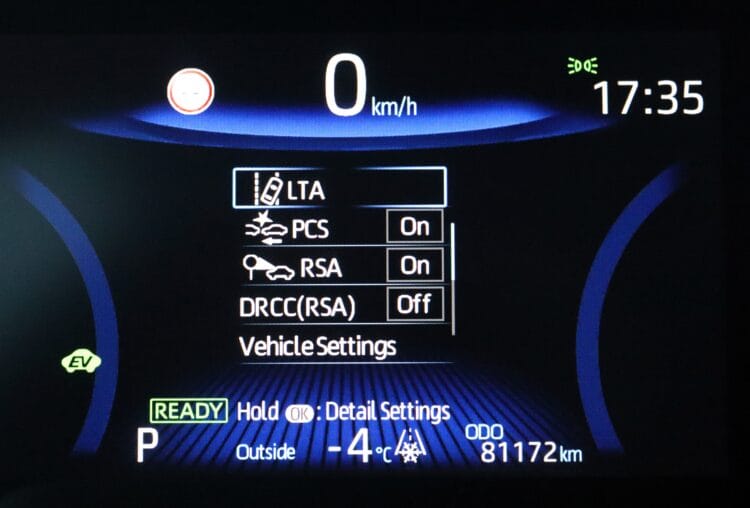 0 km/h
17:35
LTA
PCS On
RSA On
DRCC(RSA) Off
Vehicle Settings
EV
READY Hold OK : Detail Settings
P Outside -4°C ODO 81172 km